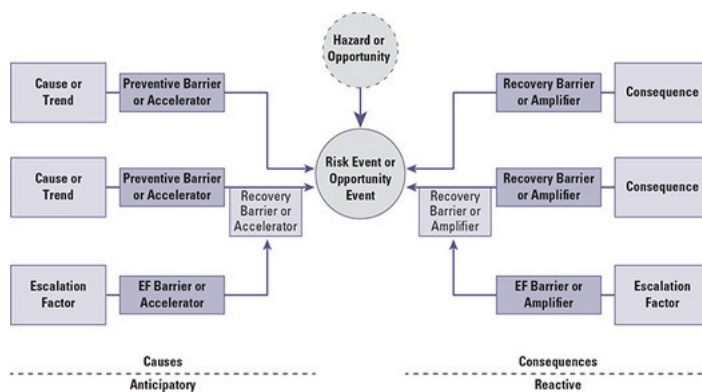 Hazard or
Opportunity
Cause or
Trend
Preventive Barrier
or Accelerator
Recovery Barrier
or Amplifier
Consequence
Risk Event or
Opportunity
Event
Cause or
Trend
Preventive Barrier
or Accelerator
Recovery
Barrier or
Accelerator
Recovery
Barrier or
Amplifier
Recovery Barrier
or Amplifier
Consequence
Escalation
Factor
EF Barrier or
Accelerator
EF Barrier or
Amplifier
Escalation
Factor
Causes
Consequences
Anticipatory
Reactive